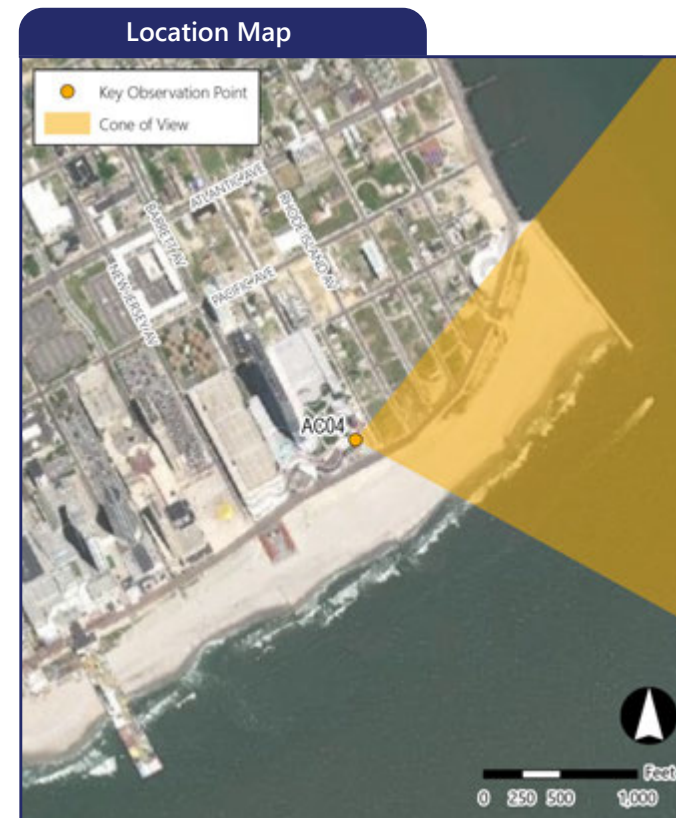 Location Map
Key Observation Point
Cone of View
ATLANTIC AVE
RHODE ISLAND AV
BARRETT AV
PACIFIC AVE
NEW JERSEY AV
AC04
Feet
0 250 500 1,000